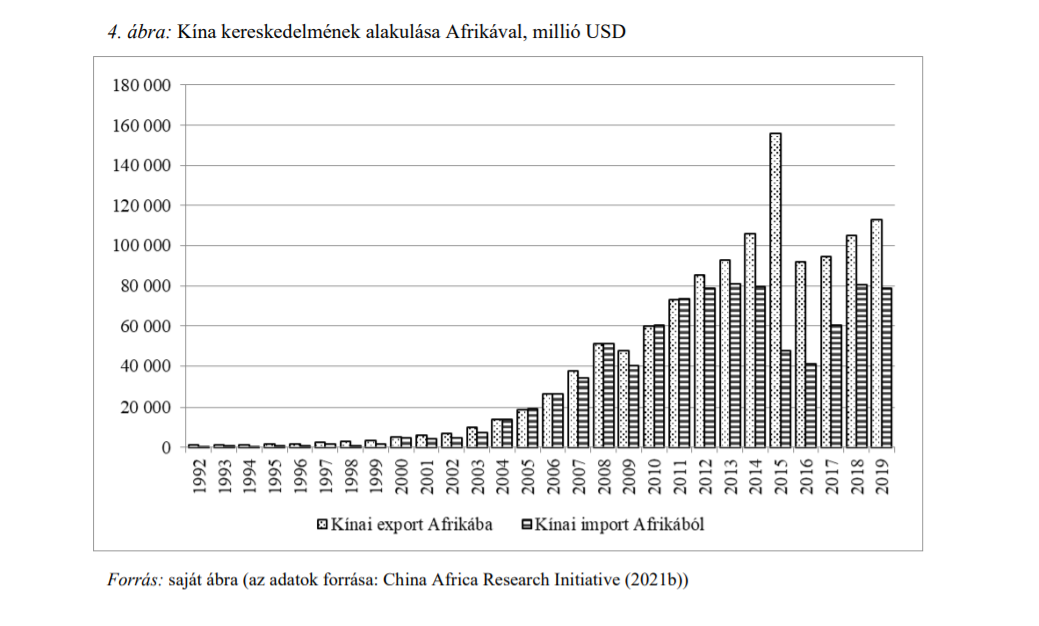 4. ábra: Kína kereskedelmének alakulása Afrikával, millió USD
180 000
160 000
140 000
120 000
100 000
80 000
60 000
40 000
20 000
0
1992 1993 1994 1995 1996 1997 1998 1999 2000 2001 2002 2003 2004 2005 2006 2007 2008 2009 2010 2011 2012 2013 2014 2015 2016 2017 2018 2019
Kínai export Afrikába Kínai import Afrikából
Forrás: saját ábra (az adatok forrása: China Africa Research Initiative (2021b))